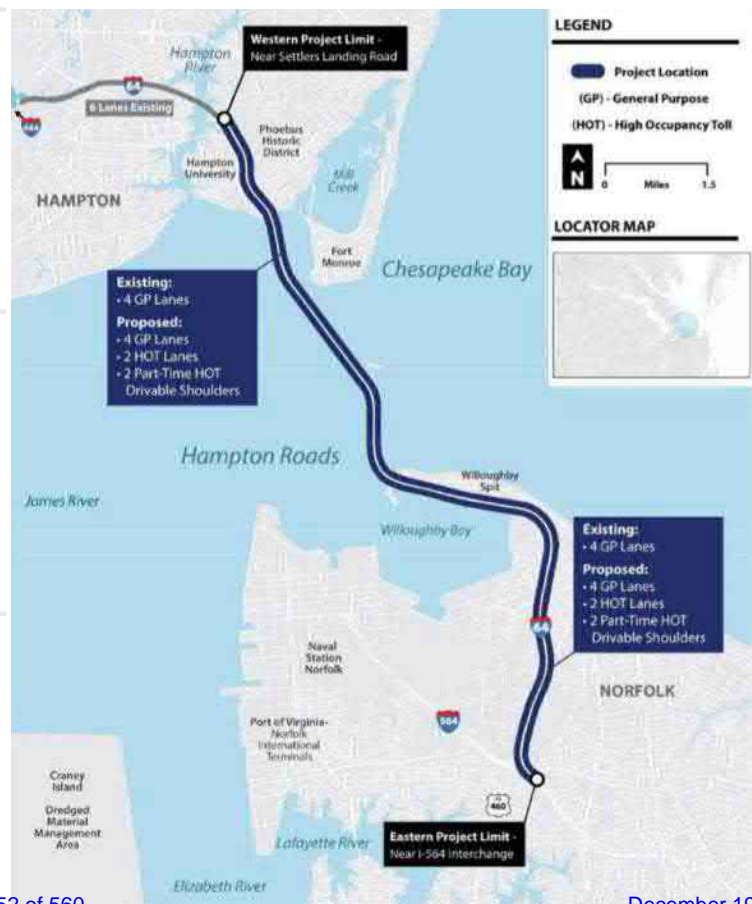 Western Project Limit -
Near Settlers Landing Road
LEGEND
Project Location
(GP) - General Purpose
(HOT) - High Occupancy Toll
A
N
0
Miles
1.5
LOCATOR MAP
Hampton
River
64
6 Lanes Existing
Phoebus
Historic
District
Hampton
University
Mill
Creek
HAMPTON
Fort
Monroe
Chesapeake Bay
Existing:
• 4 GP Lanes
Proposed:
• 4 GP Lanes
• 2 HOT Lanes
• 2 Part-Time HOT
Drivable Shoulders
Hampton Roads
James River
Willoughby
Spit
Willoughby Bay
Existing:
• 4 GP Lanes
Proposed:
• 4 GP Lanes
• 2 HOT Lanes
• 2 Part-Time HOT
Drivable Shoulders
64
Naval
Station
Norfolk
NORFOLK
564
Port of Virginia-
Norfolk
International
Terminals
Craney
Island
Dredged
Material
Management
Area
460
Eastern Project Limit -
Near I-564 interchange
Lafayette River
Elizabeth River
52 of 560
December 19